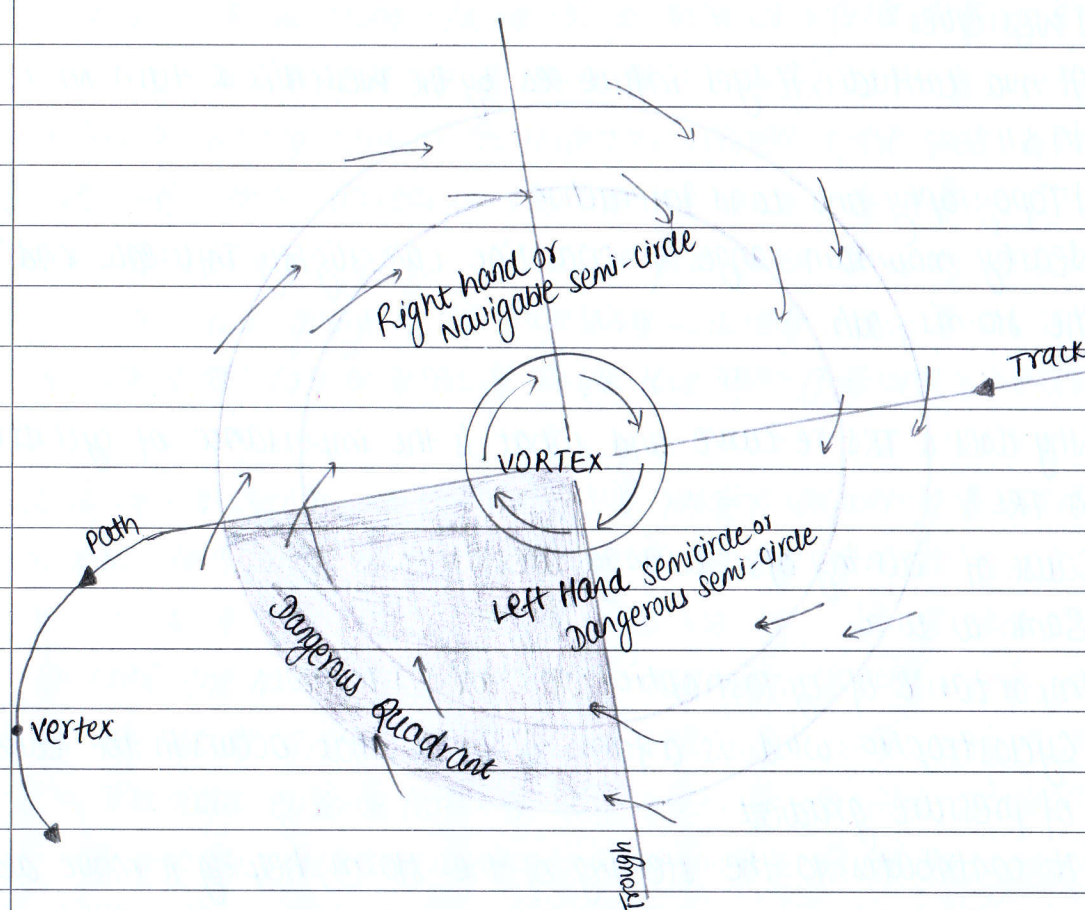 Right hand or
Navigable semi-circle
Track
VORTEX
Path
Left Hand semicircle or
Dangerous semi-circle
Dangerous
Quadrant
Vertex
Trough